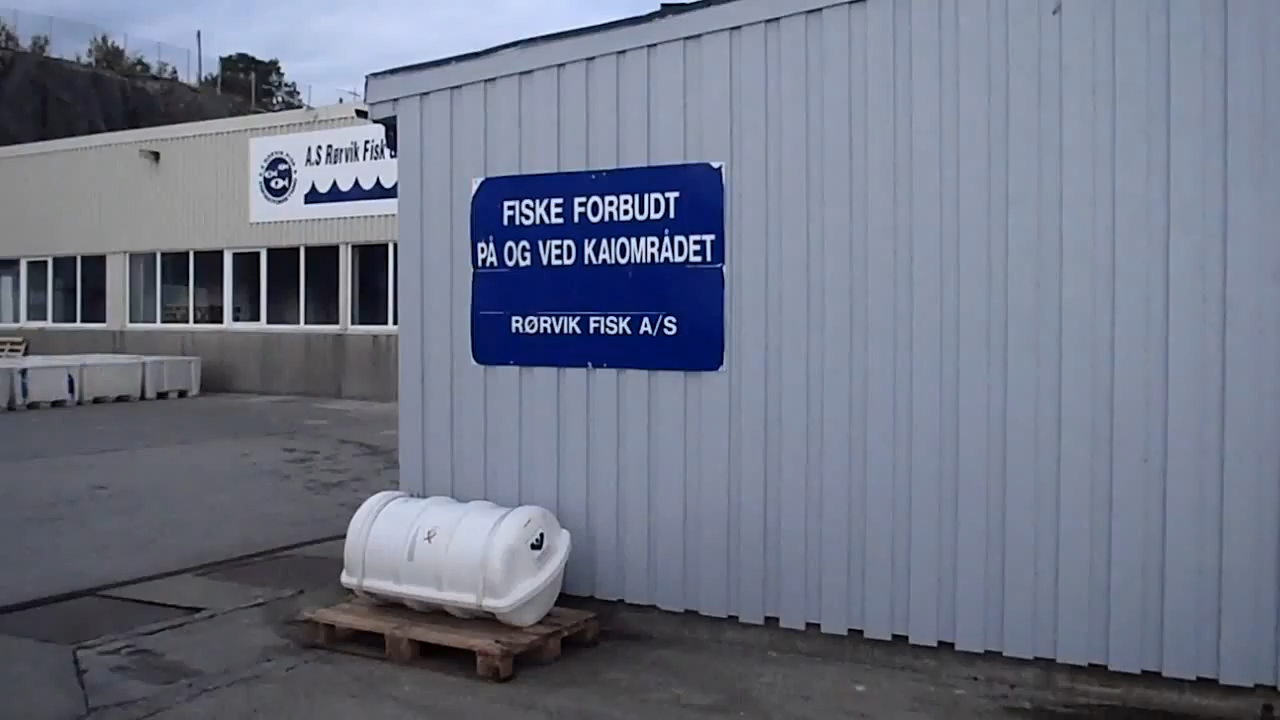 A.S Rørvik Fisk
FISKE FORBUDT
PÅ OG VED KAIOMRÅDET
RØRVIK FISK A/S